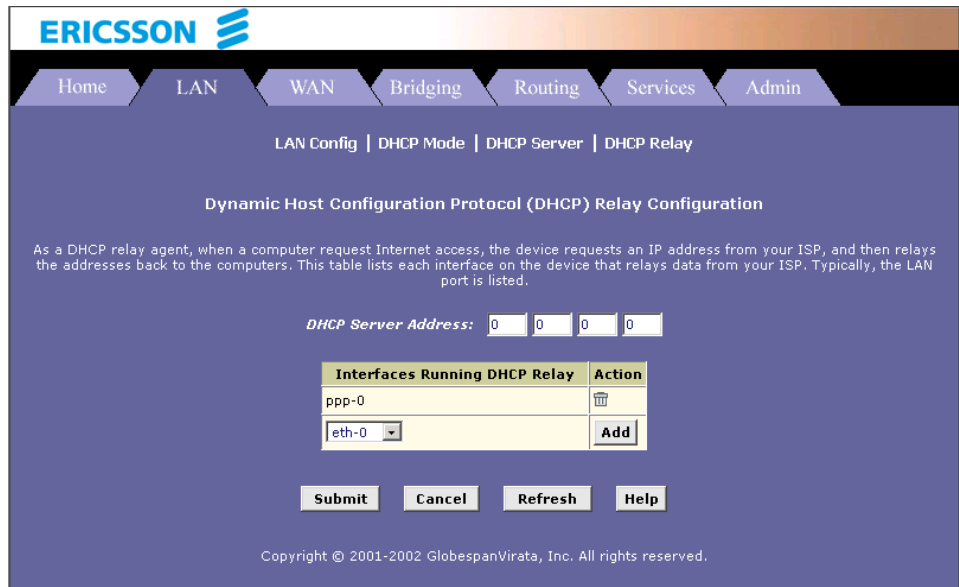 ERICSSON
Home LAN WAN Bridging Routing Services Admin
LAN Config | DHCP Mode | DHCP Server | DHCP Relay
Dynamic Host Configuration Protocol (DHCP) Relay Configuration
As a DHCP relay agent, when a computer request Internet access, the device requests an IP address from your ISP, and then relays
the addresses back to the computers. This table lists each interface on the device that relays data from your ISP. Typically, the LAN
port is listed.
DHCP Server Address: 0 0 0 0
Interfaces Running DHCP Relay Action
ppp-0
eth-0 Add
Submit Cancel Refresh Help
Copyright © 2001-2002 GlobespanVirata, Inc. All rights reserved.